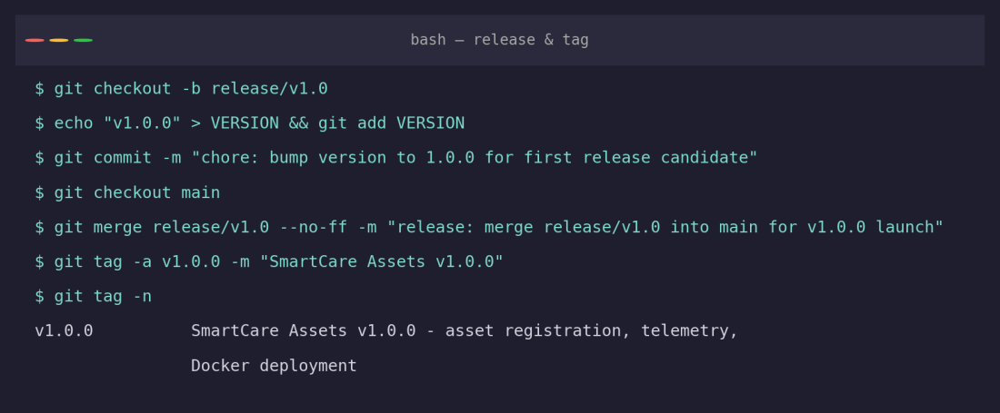 bash — release & tag
$ git checkout -b release/v1.0
$ echo "v1.0.0" > VERSION && git add VERSION
$ git commit -m "chore: bump version to 1.0.0 for first release candidate"
$ git checkout main
$ git merge release/v1.0 --no-ff -m "release: merge release/v1.0 into main for v1.0.0 launch"
$ git tag -a v1.0.0 -m "SmartCare Assets v1.0.0"
$ git tag -n
v1.0.0          SmartCare Assets v1.0.0 - asset registration, telemetry,
                Docker deployment